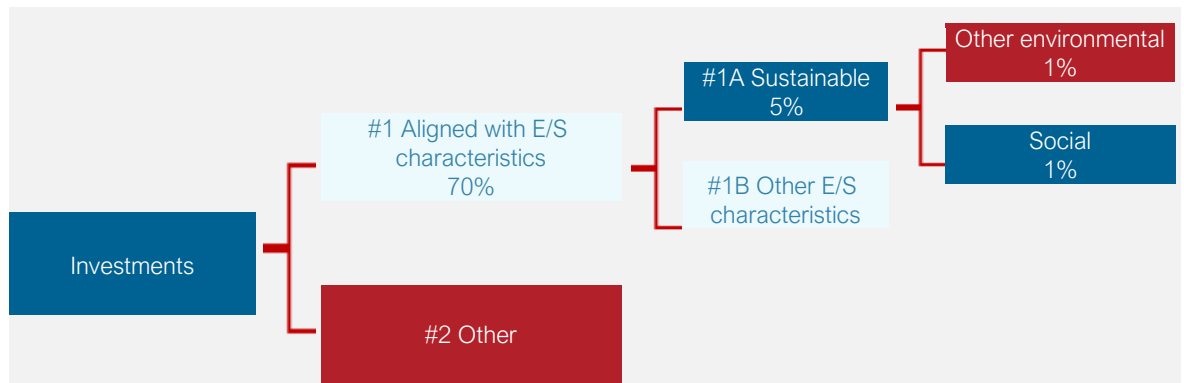 Investments
#1 Aligned with E/S
characteristics
70%
#2 Other
#1A Sustainable
5%
#1B Other E/S
characteristics
Other environmental
1%
Social
1%